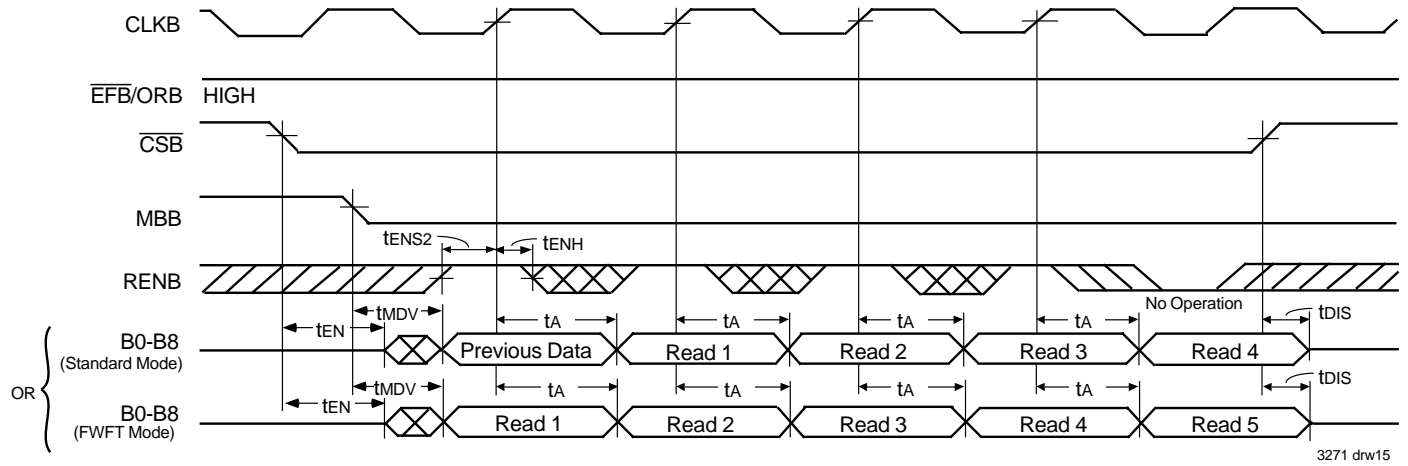 CLKB
EFB/ORB HIGH
CSB
MBB
tENS2 tENH
RENB
No Operation
tMDV
tEN tA tA tA tA tDIS
B0-B8
(Standard Mode)
Previous Data Read 1 Read 2 Read 3 Read 4
OR
tMDV
tEN tA tA tA tA tDIS
B0-B8
(FWFT Mode)
Read 1 Read 2 Read 3 Read 4 Read 5
3271 drw15